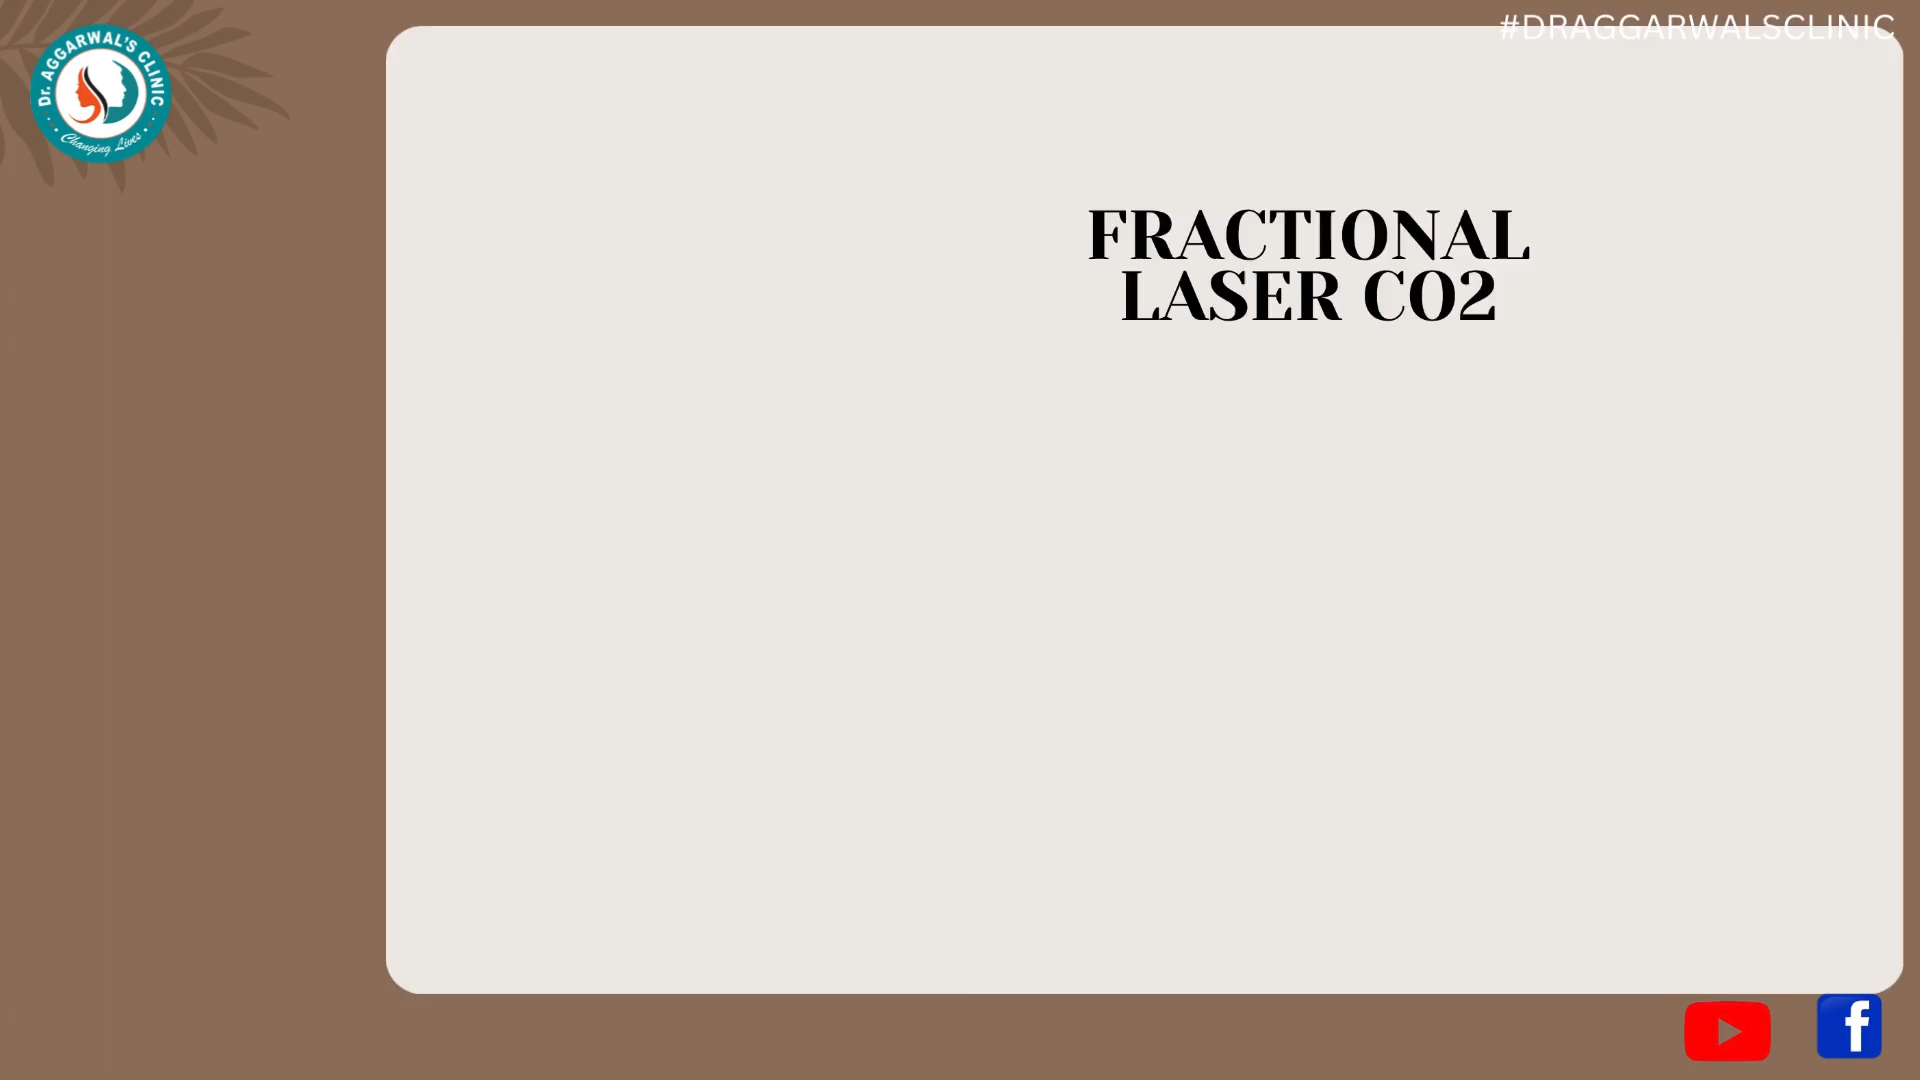 #DRAGGARWALSCLINIC
Dr. AGGARWAL'S CLINIC
Changing Lives
FRACTIONAL
LASER CO2